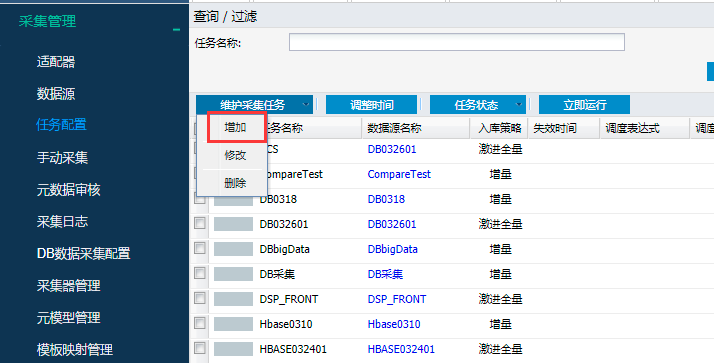 采集管理
适配器
数据源
任务配置
手动采集
元数据审核
采集日志
DB数据采集配置
采集器管理
元模型管理
模板映射管理
查询 / 过滤
任务名称:
维护采集任务 调整时间 任务状态 立即运行
增加
修改
删除
任务名称 数据源名称 入库策略 失效时间 调度表达式 调度
CS DB032601 激进全量
CompareTest CompareTest 增量
DB0318 DB0318 增量
DB032601 DB032601 激进全量
DBbigData DBbigData 增量
DB采集 DB采集 增量
DSP_FRONT DSP_FRONT 激进全量
Hbase0310 Hbase0310 增量
HBASE032401 HBASE032401 激进全量